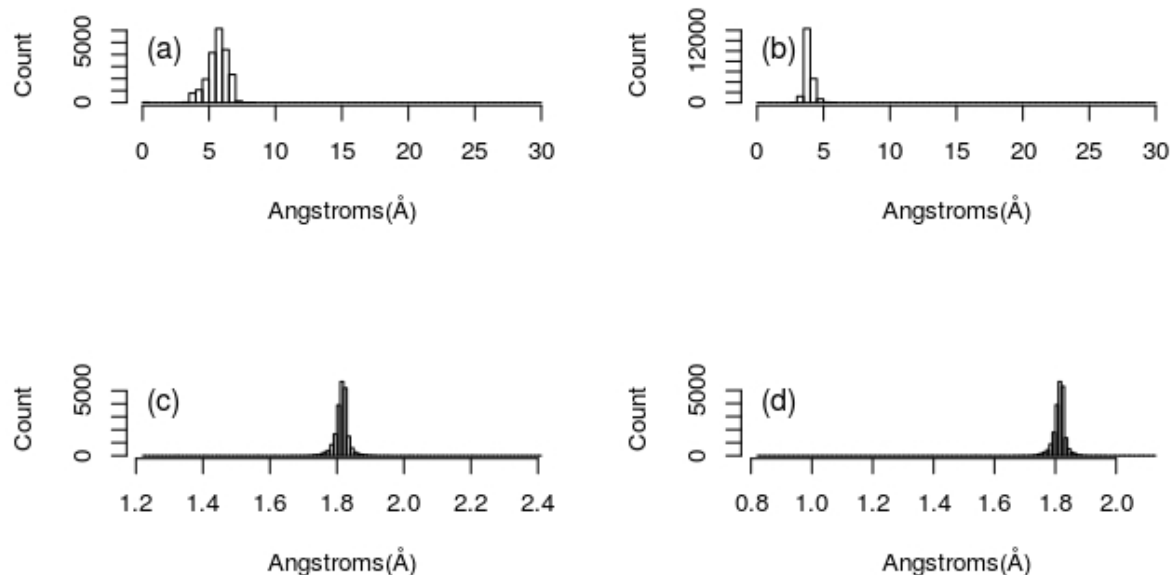 Count
5000
0
(a)
0 5 10 15 20 25 30
Angstroms(Å)
Count
12000
0
(b)
0 5 10 15 20 25 30
Angstroms(Å)
Count
5000
0
(c)
1.2 1.4 1.6 1.8 2.0 2.2 2.4
Angstroms(Å)
Count
5000
0
(d)
0.8 1.0 1.2 1.4 1.6 1.8 2.0
Angstroms(Å)